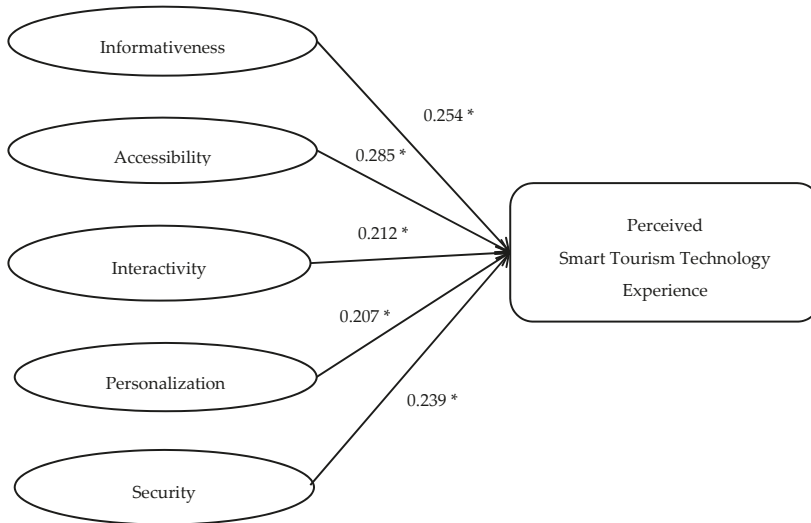 Informativeness
0.254 *
Accessibility
0.285 *
Interactivity
0.212 *
Personalization
0.207 *
Security
0.239 *
Perceived
Smart Tourism Technology
Experience